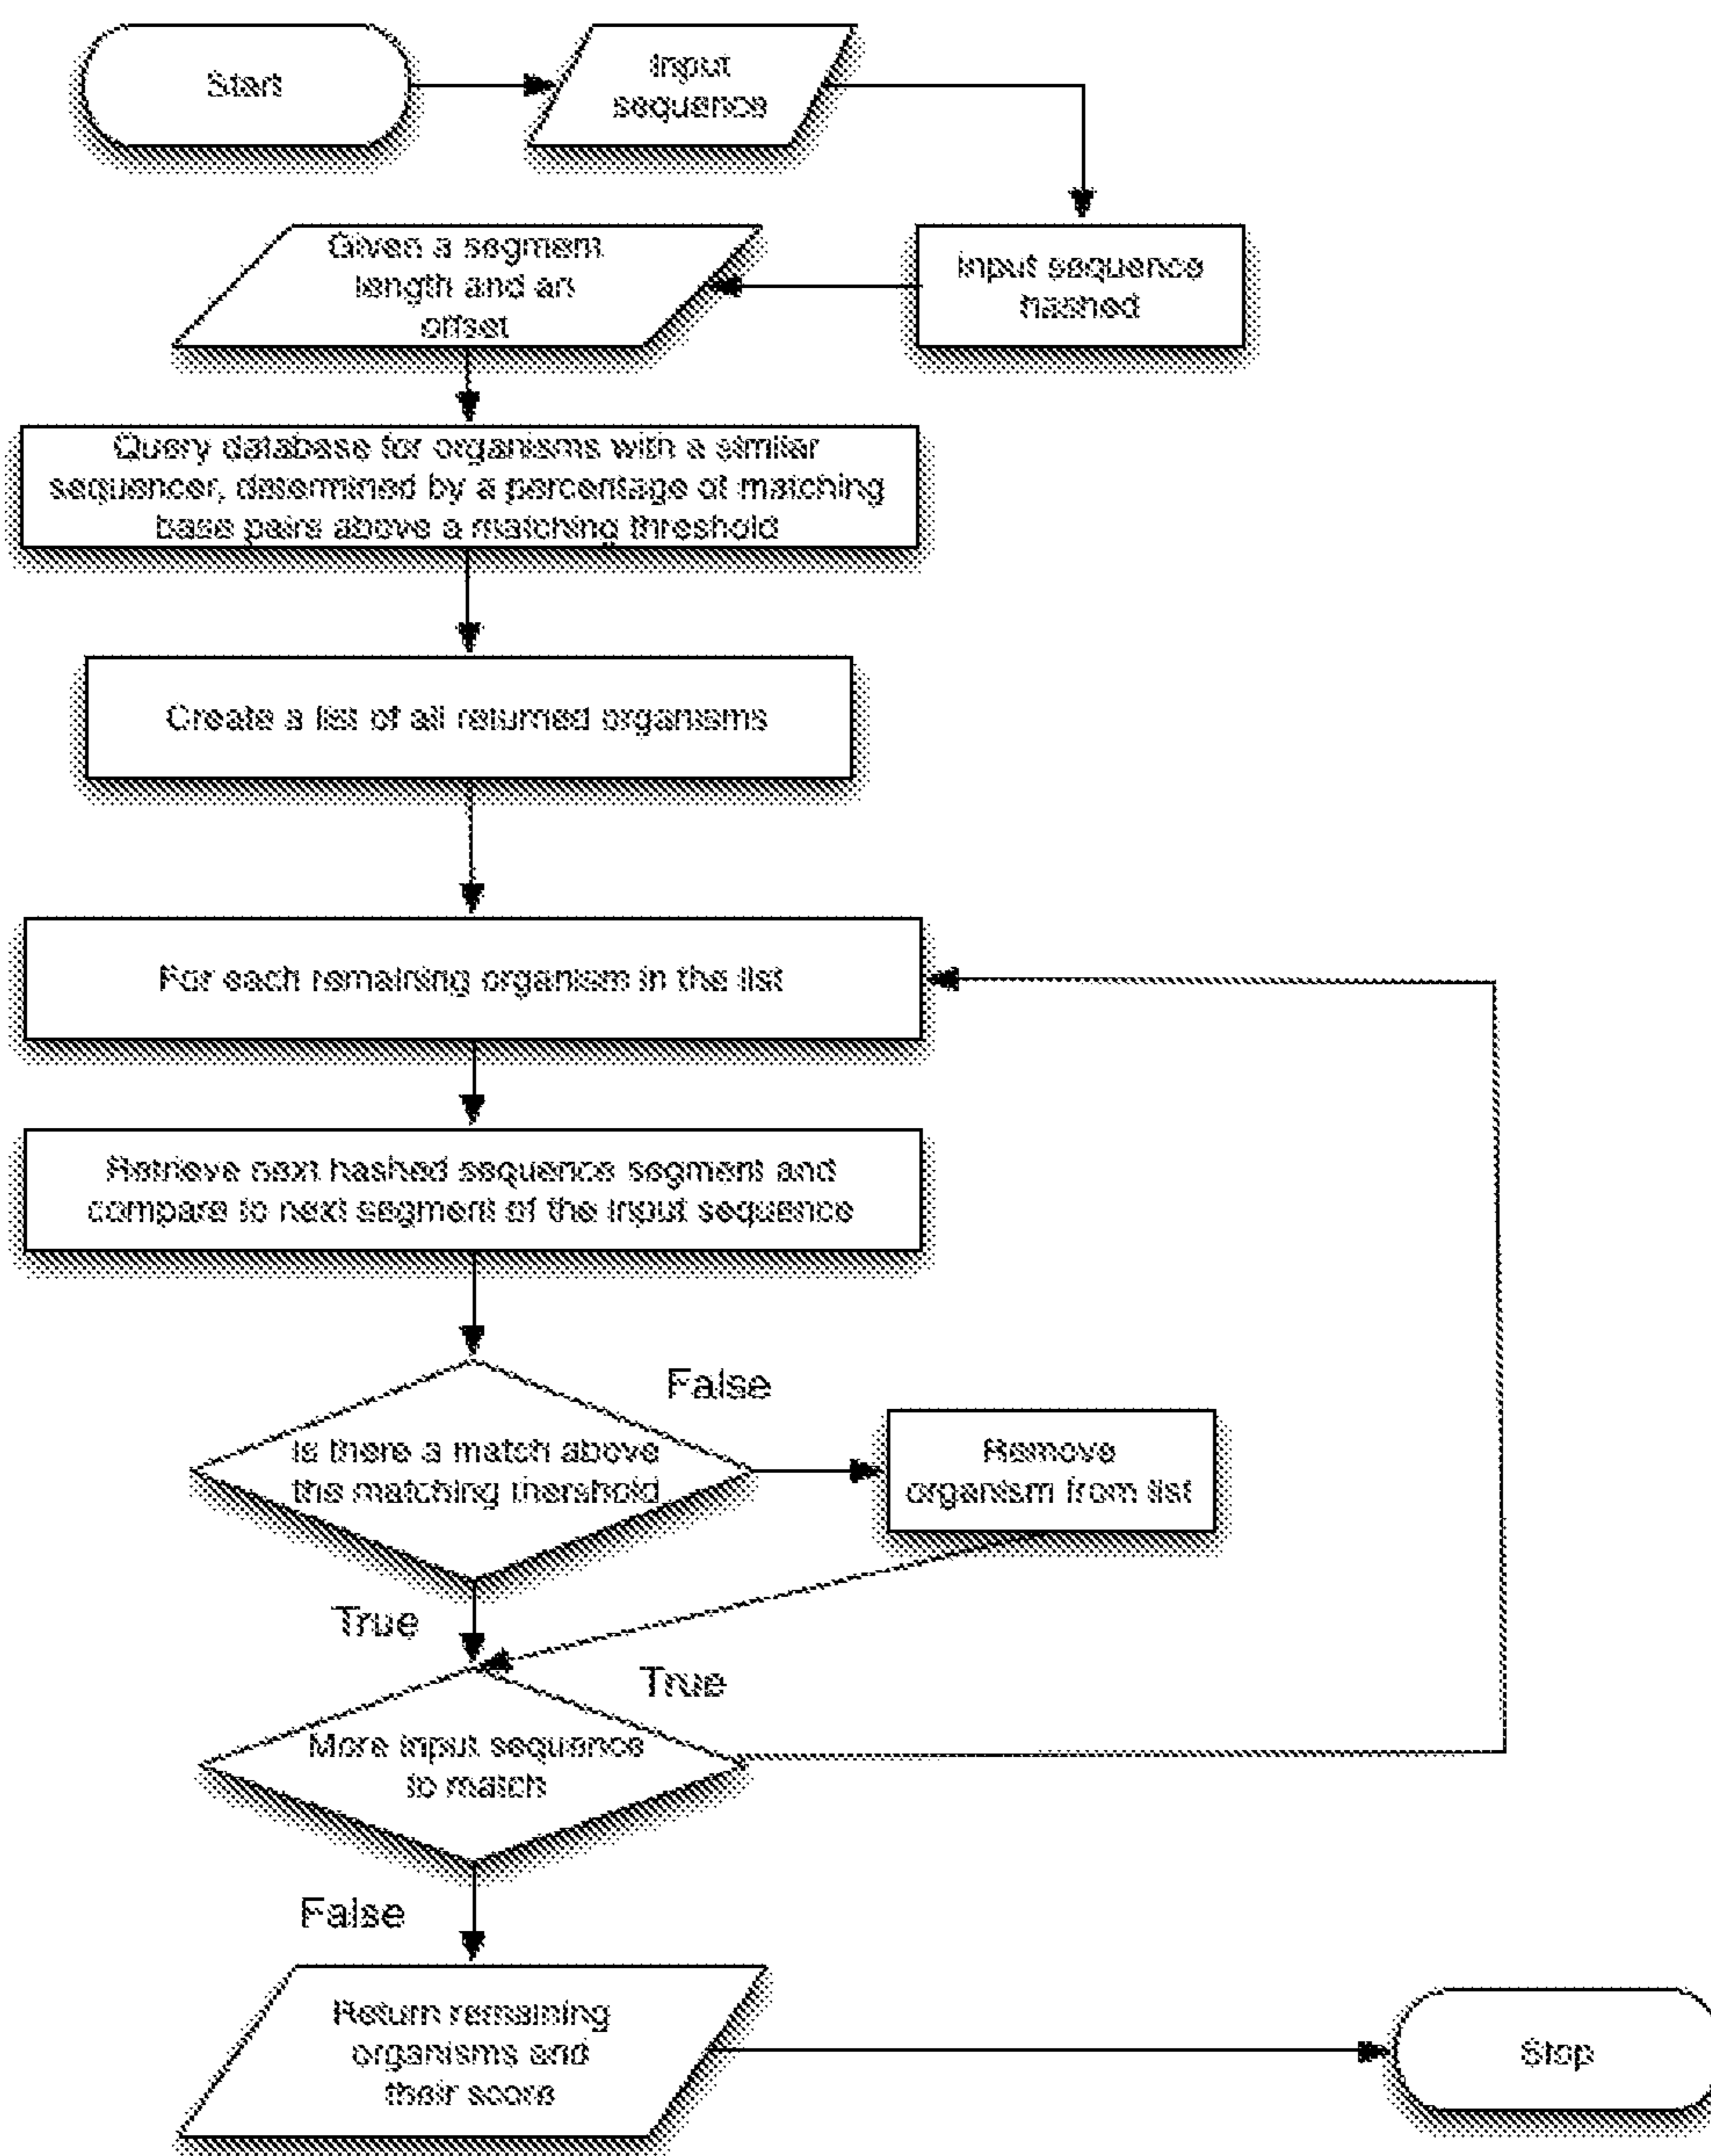 Start
Input
sequence
Input sequence
hashed
Given a segment
length and an
offset
Query database for organisms with a similar
sequencer, determined by a percentage of matching
base pairs above a matching threshold
Create a list of all returned organisms
For each remaining organism in the list
Retrieve next hashed sequence segment and
compare to next segment of the input sequence
False
Is there a match above
the matching thershold
Remove
organism from list
True
True
More input sequence
to match
False
Return remaining
organisms and
their score
Stop